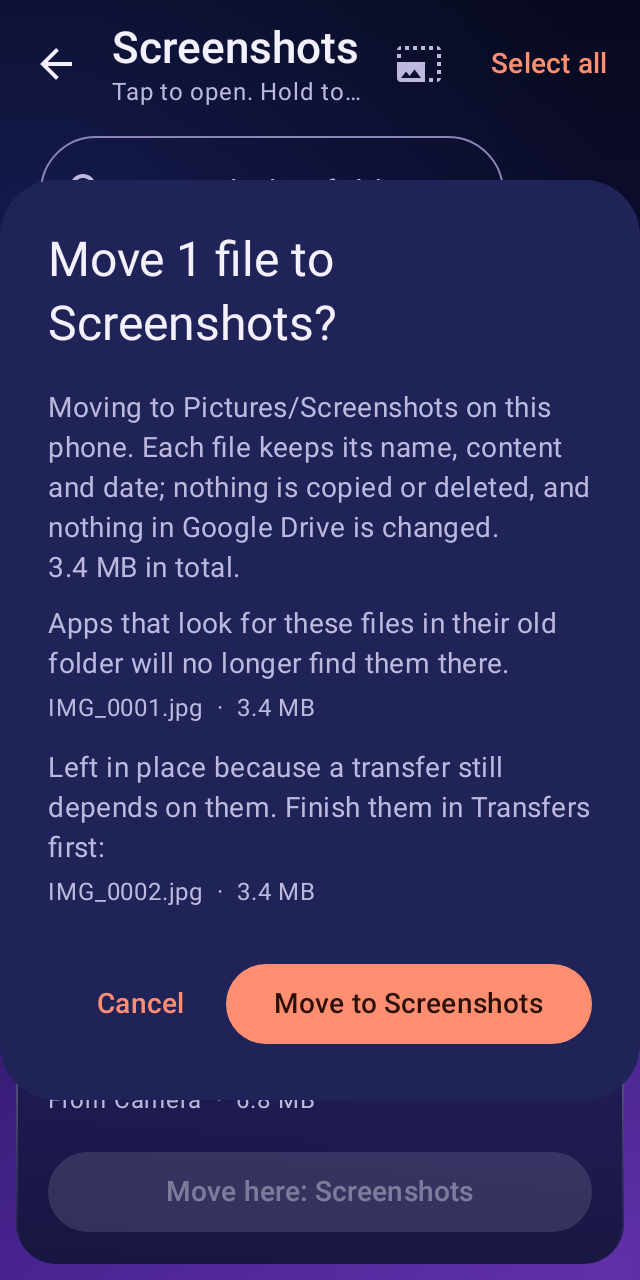 Screenshots
Tap to open. Hold to…
Select all
Move 1 file to
Screenshots?
Moving to Pictures/Screenshots on this
phone. Each file keeps its name, content
and date; nothing is copied or deleted, and
nothing in Google Drive is changed.
3.4 MB in total.
Apps that look for these files in their old
folder will no longer find them there.
IMG_0001.jpg · 3.4 MB
Left in place because a transfer still
depends on them. Finish them in Transfers
first:
IMG_0002.jpg · 3.4 MB
Cancel
Move to Screenshots
From Camera · 6.8 MB
Move here: Screenshots